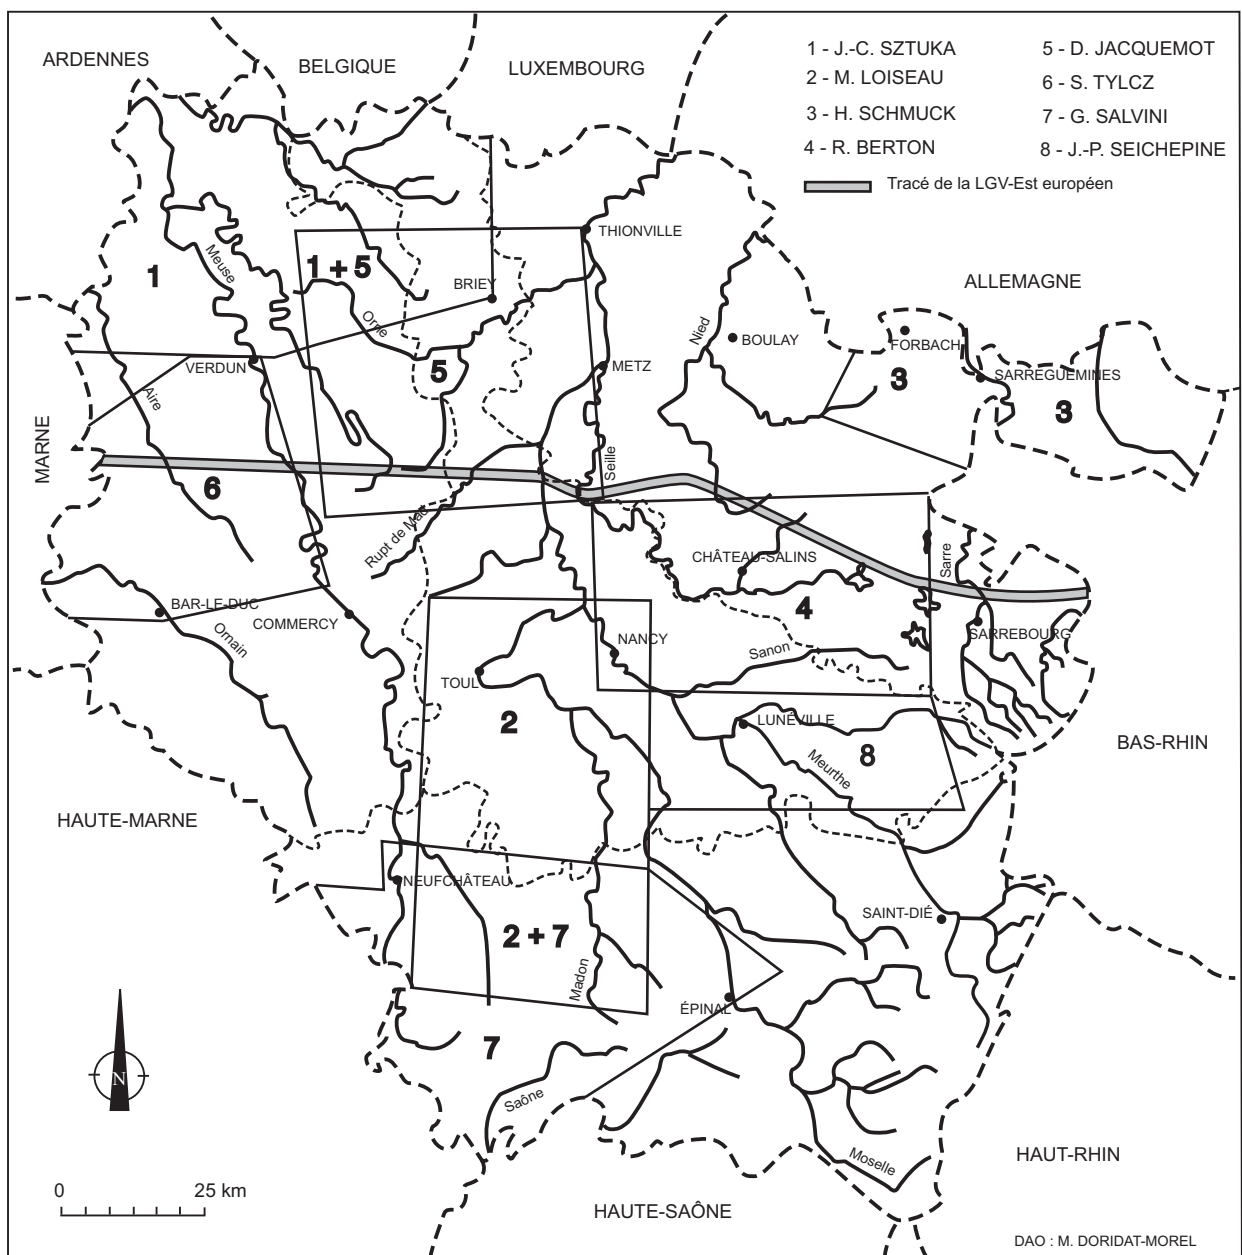 ARDENNES
BELGIQUE
LUXEMBOURG
1 - J.-C. SZTUKA
2 - M. LOISEAU
3 - H. SCHMUCK
4 - R. BERTON
5 - D. JACQUEMOT
6 - S. TYLCZ
7 - G. SALVINI
8 - J.-P. SEICHEPINE
Tracé de la LGV-Est européen
THIONVILLE
1
Meuse
1 + 5
BRIEY
ALLEMAGNE
Orne
Nied
BOULAY
FORBACH
VERDUN
METZ
5
3
SARREGUEMINES
3
Aire
MARNE
Seille
6
Rupt de Mad
CHÂTEAU-SALINS
Sarre
BAR-LE-DUC
COMMERCY
4
SARREBOURG
Ornain
NANCY
Sanon
TOUL
2
LUNÉVILLE
Meurthe
8
BAS-RHIN
HAUTE-MARNE
NEUFCHÂTEAU
SAINT-DIÉ
2 + 7
Madon
ÉPINAL
7
N
Saône
Moselle
HAUT-RHIN
0 25 km
HAUTE-SAÔNE
DAO : M. DORIDAT-MOREL